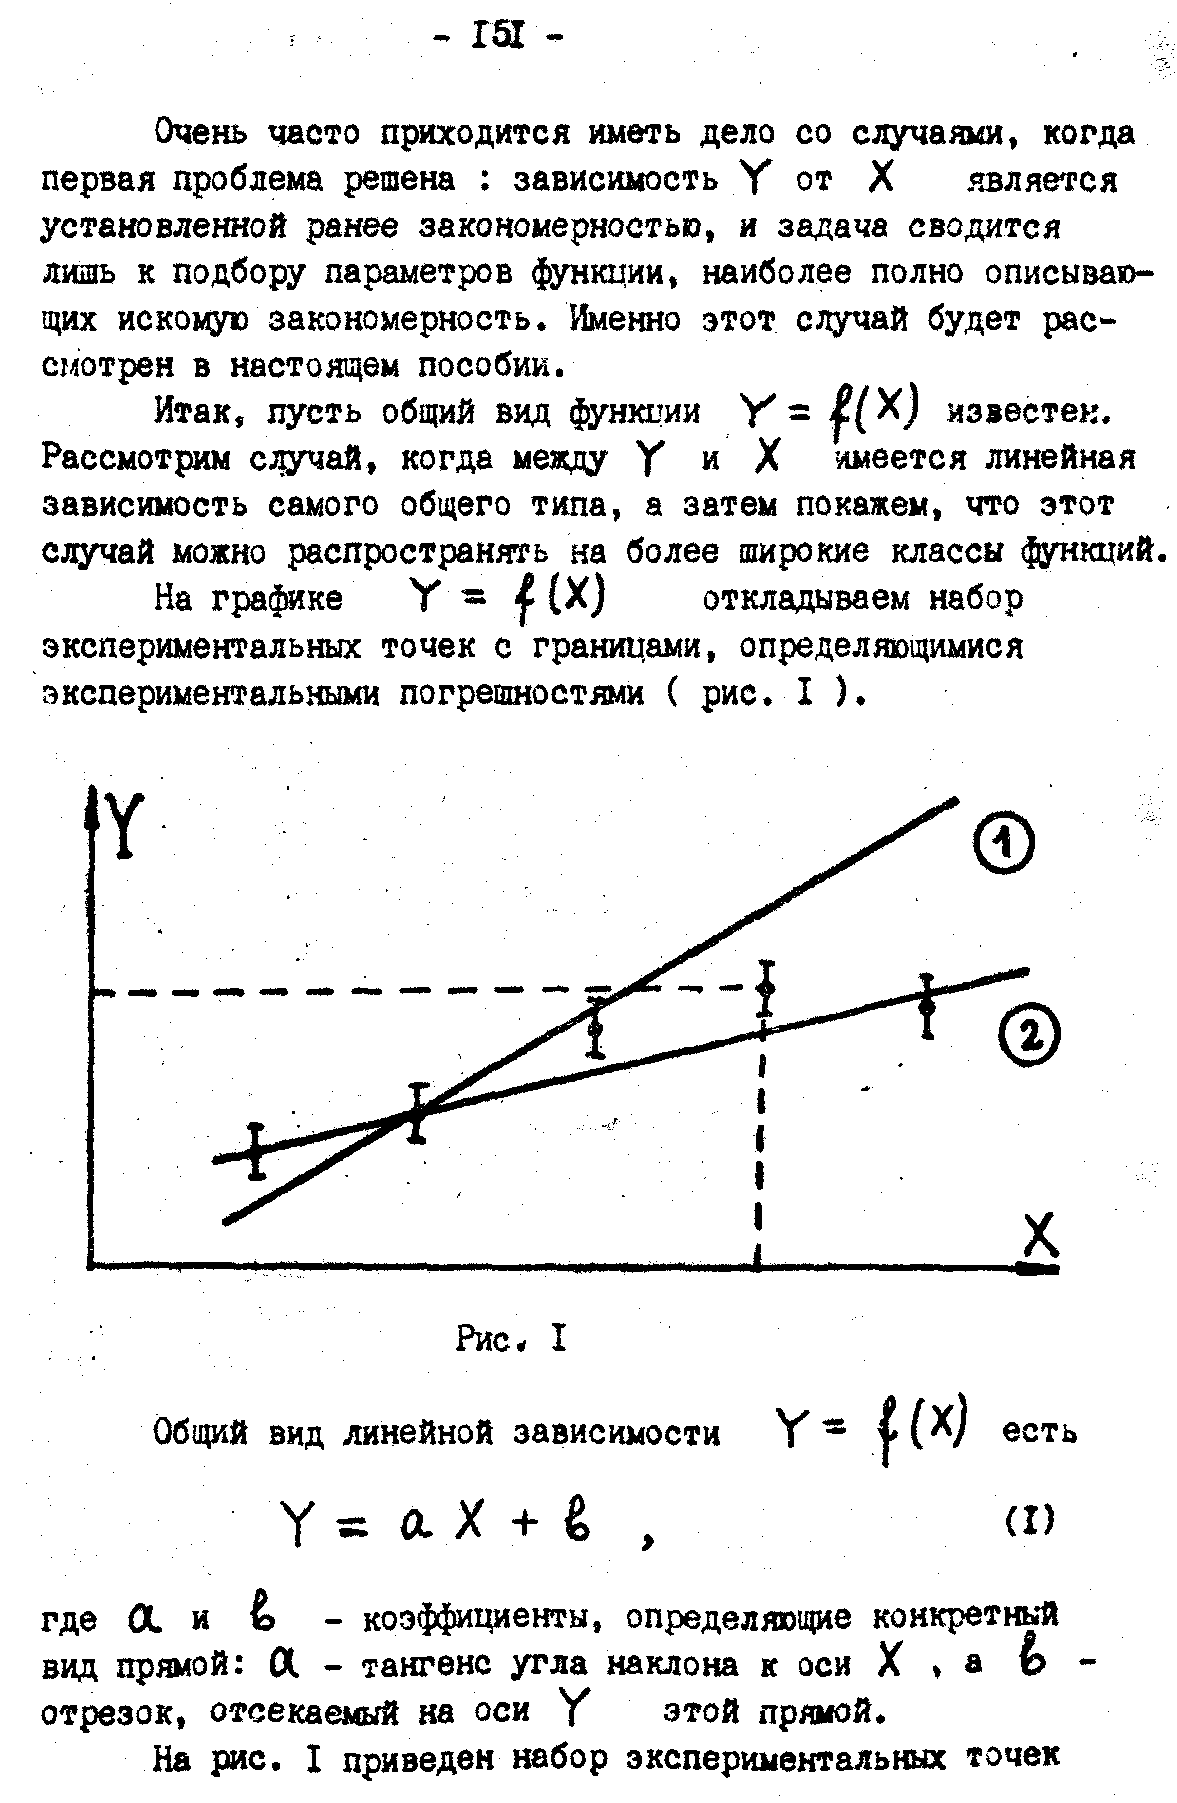 - I5I -
Очень часто приходится иметь дело со случаями, когда
первая проблема решена : зависимость Y от X является
установленной ранее закономерностью, и задача сводится
лишь к подбору параметров функции, наиболее полно описываю-
щих искомую закономерность. Именно этот случай будет рас-
смотрен в настоящем пособии.
Итак, пусть общий вид функции Y = f(X) известен.
Рассмотрим случай, когда между Y и X имеется линейная
зависимость самого общего типа, а затем покажем, что этот
случай можно распространять на более широкие классы функций.
На графике Y = f(X) откладываем набор
экспериментальных точек с границами, определяющимися
экспериментальными погрешностями ( рис. I ).
Y
1
2
X
Рис. I
Общий вид линейной зависимости Y = f(X) есть
Y = a X + b , (I)
где a и b - коэффициенты, определяющие конкретный
вид прямой: a - тангенс угла наклона к оси X , а b -
отрезок, отсекаемый на оси Y этой прямой.
На рис. I приведен набор экспериментальных точек